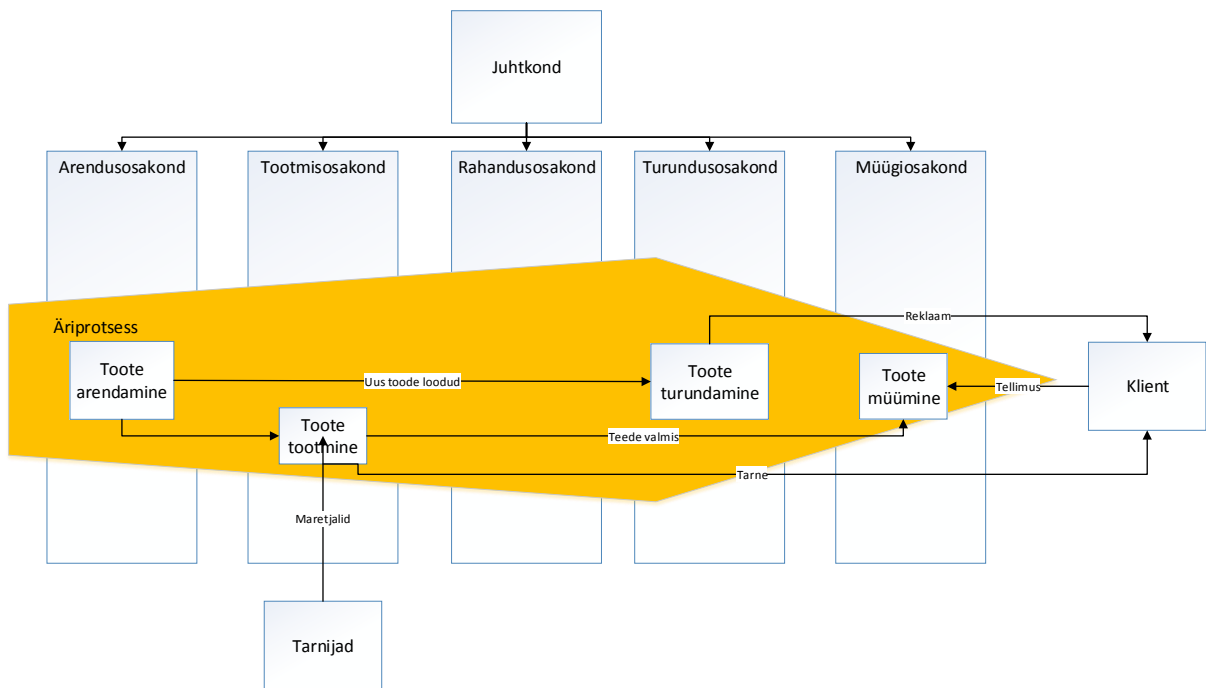 Juhtkond
Arendusosakond
Tootmisosakond
Rahandusosakond
Turundusosakond
Müügiosakond
Äriprotsess
Reklaam
Toote
arendamine
Uus toode loodud
Toote
turundamine
Toote
müümine
Tellimus
Klient
Toote
tootmine
Teede valmis
Tarne
Maretjalid
Tarnijad